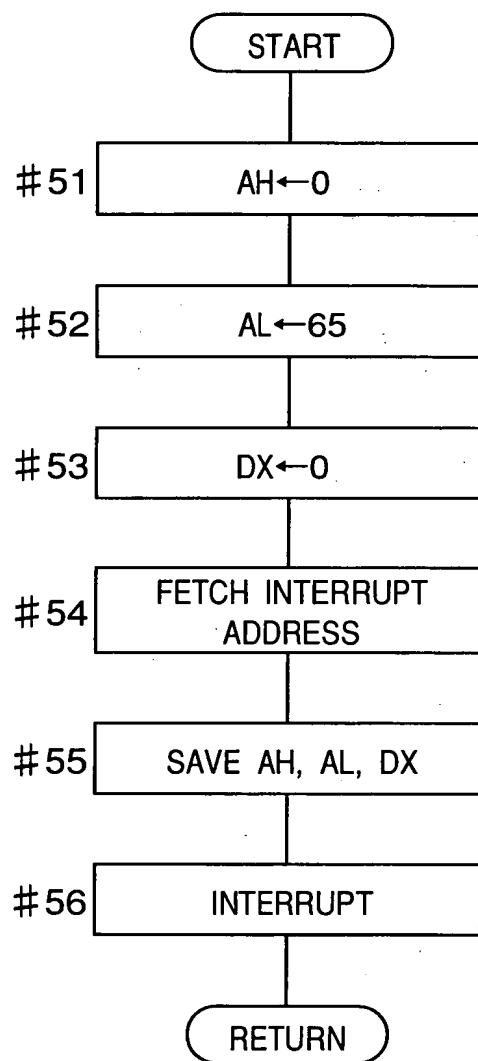 START
#51 AH←0
#52 AL←65
#53 DX←0
FETCH INTERRUPT
#54
ADDRESS
#55 SAVE AH, AL, DX
#56 INTERRUPT
RETURN